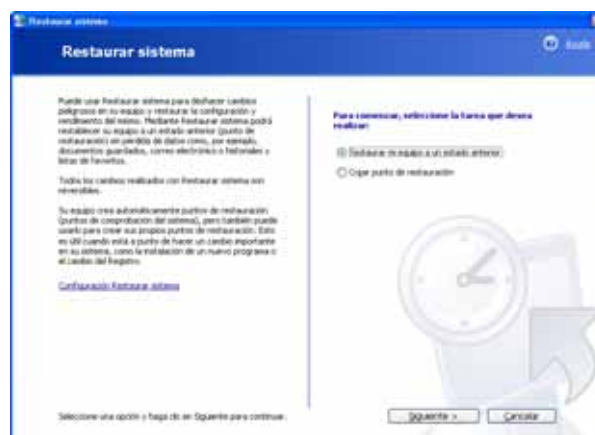 Restaurar sistema
Restaurar sistema
Ayuda
Puede usar Restaurar sistema para deshacer cambios
peligrosos en su equipo y restaurar la configuración y
rendimiento del mismo. Mediante Restaurar sistema podrá
restablecer su equipo a un estado anterior (punto de
restauración) sin pérdida de datos como, por ejemplo,
documentos guardados, correo electrónico o historiales y
listas de favoritos.
Todos los cambios realizados con Restaurar sistema son
reversibles.
Su equipo crea automáticamente puntos de restauración
(puntos de comprobación del sistema), pero también puede
usarlo para crear sus propios puntos de restauración. Esto
es útil cuando está a punto de hacer un cambio importante
en su sistema, como la instalación de un nuevo programa o
el cambio del Registro.
Configuración Restaurar sistema
Para comenzar, seleccione la tarea que desea
realizar:
Restaurar mi equipo a un estado anterior
punto de restauración
Seleccione una opción y haga clic en Siguiente para continuar.
Siguiente >
Cancelar